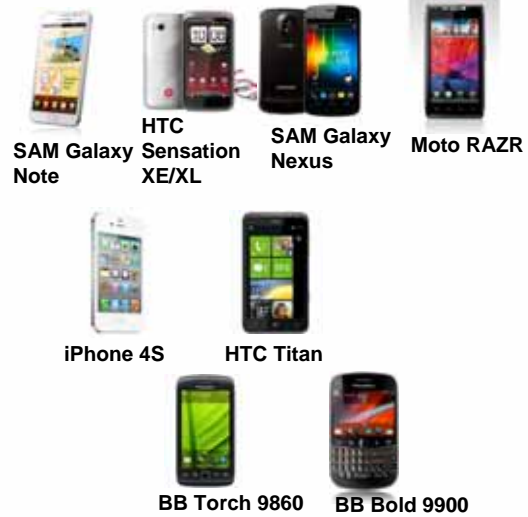 SAM Galaxy
Note
HTC
Sensation
XE/XL
SAM Galaxy
Nexus
Moto RAZR
iPhone 4S
HTC Titan
BB Torch 9860
BB Bold 9900